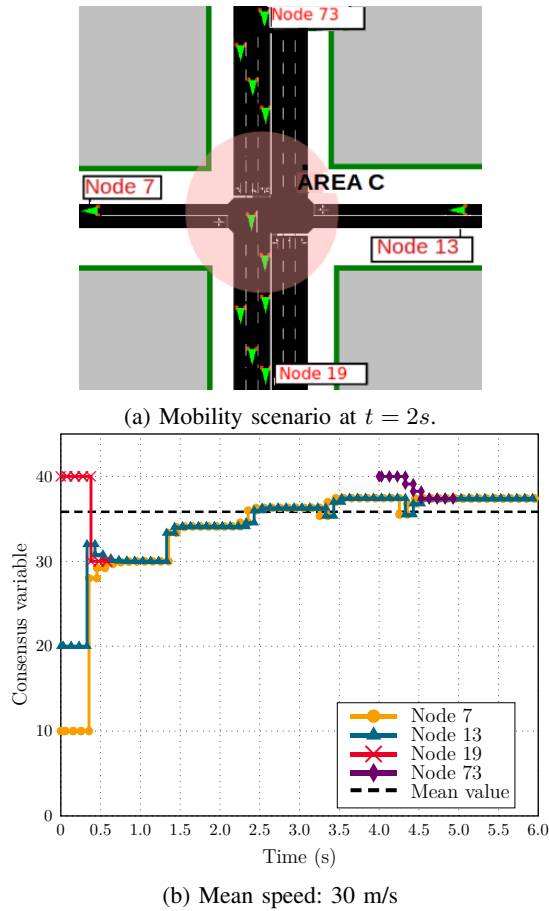 Node 73
AREA C
Node 7
Node 13
Node 19
(a) Mobility scenario at t = 2s.
40
30
20
10
0
Consensus variable
Node 7
Node 13
Node 19
Node 73
Mean value
0 0.5 1.0 1.5 2.0 2.5 3.0 3.5 4.0 4.5 5.0 5.5 6.0
Time (s)
(b) Mean speed: 30 m/s